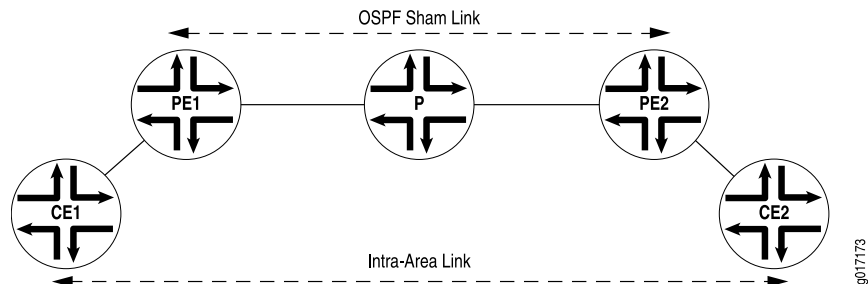 OSPF Sham Link
PE1
P
PE2
CE1
CE2
Intra-Area Link
g017173